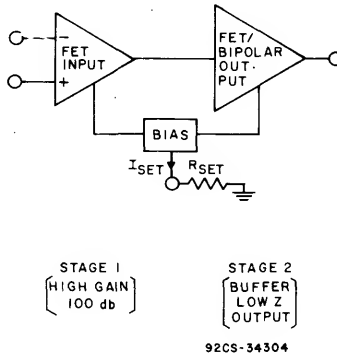 −
+
FET
INPUT
FET/
BIPOLAR
OUT-
PUT
BIAS
ISET
RSET
STAGE 1
HIGH GAIN
100 db
STAGE 2
BUFFER
LOW Z
OUTPUT
92CS-34304